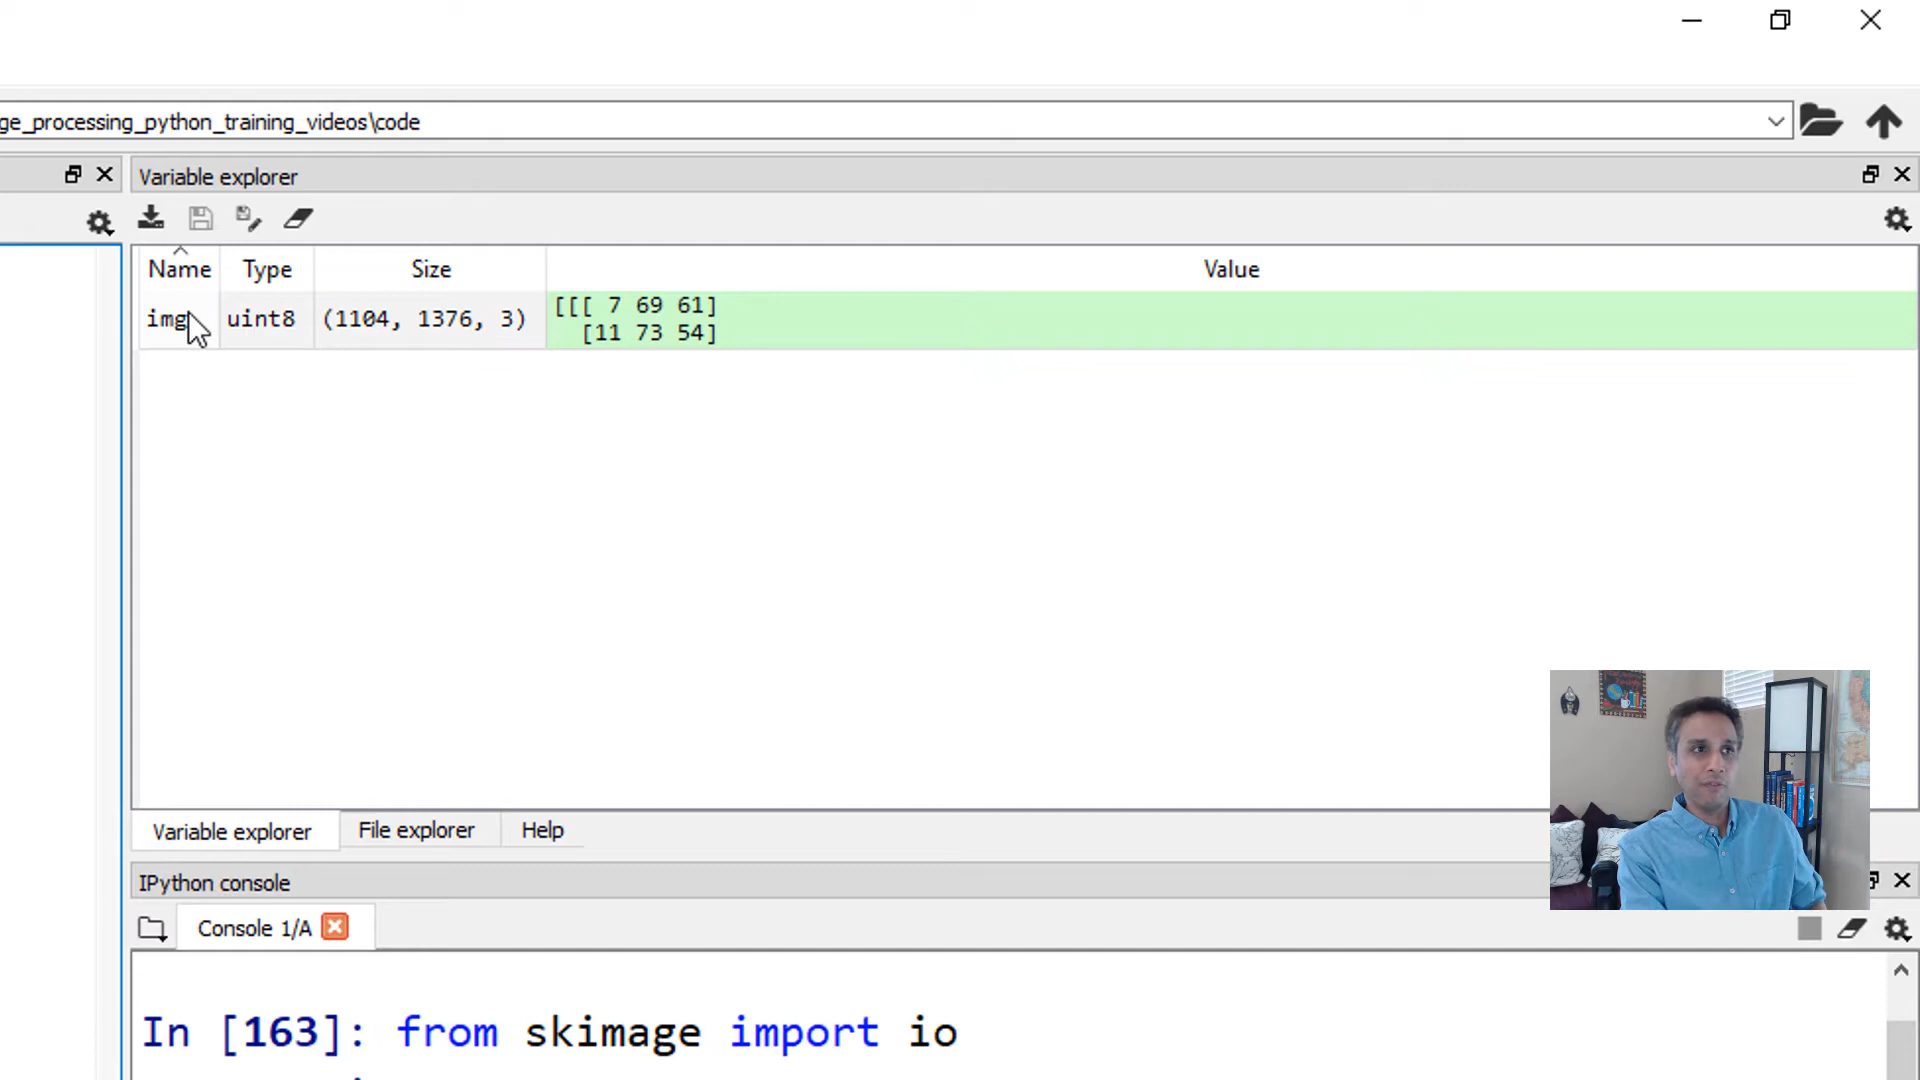 ge_processing_python_training_videos\code
Variable explorer
Name Type Size Value
img uint8 (1104, 1376, 3) [[[ 7 69 61]
[11 73 54]
Variable explorer File explorer Help
IPython console
Console 1/A
In [163]: from skimage import io